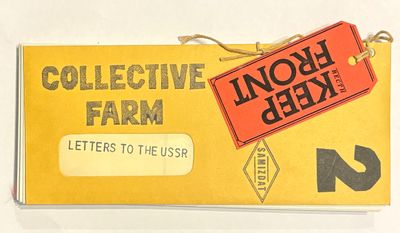 COLLECTIVE
FARM
LETTERS TO THE USSR
KEEP
FRONT
SAMIZDAT
2